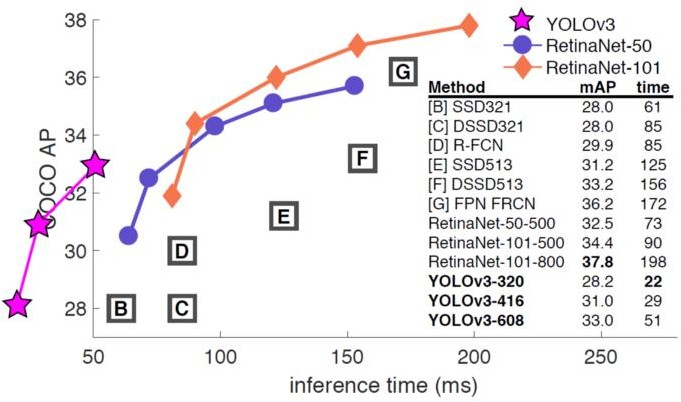 38
36
34
32
30
28
COCO AP
50
100
150
200
250
inference time (ms)
B
C
D
E
F
G
YOLOv3
RetinaNet-50
RetinaNet-101
Method mAP time
[B] SSD321 28.0 61
[C] DSSD321 28.0 85
[D] R-FCN 29.9 85
[E] SSD513 31.2 125
[F] DSSD513 33.2 156
[G] FPN FRCN 36.2 172
RetinaNet-50-500 32.5 73
RetinaNet-101-500 34.4 90
RetinaNet-101-800 37.8 198
YOLOv3-320 28.2 22
YOLOv3-416 31.0 29
YOLOv3-608 33.0 51